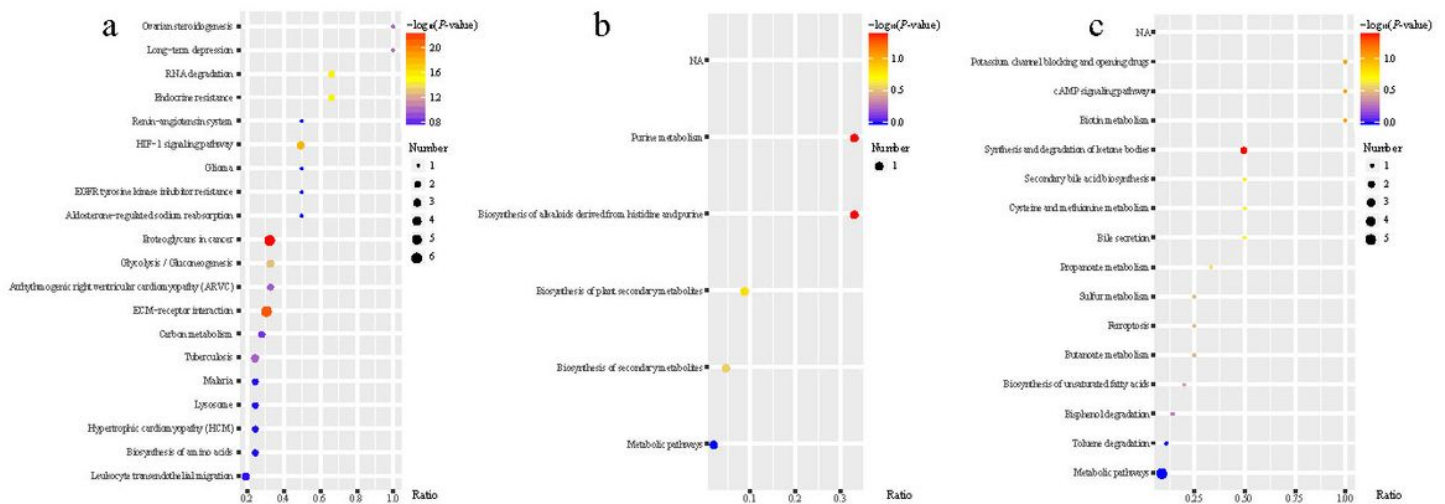 a
Ovarian steroidogenesis
Long-term depression
RNA degradation
Endocrine resistance
Renin-angiotensin system
HIF-1 signaling pathway
Glioma
EGFR tyrosine kinase inhibitor resistance
Aldosterone-regulated sodium reabsorption
Proteoglycans in cancer
Glycolysis / Gluconeogenesis
Arrhythmogenic right ventricular cardiomyopathy (ARVC)
ECM-receptor interaction
Carbon metabolism
Tuberculosis
Malaria
Lysosome
Hypertrophic cardiomyopathy (HCM)
Biosynthesis of amino acids
Leukocyte transendothelial migration
0.2 0.4 0.6 0.8 1.0 Ratio
(P-value)
2.0
1.6
1.2
0.8
Number
1
2
3
4
5
6
b
NA
Purine metabolism
Biosynthesis of alkaloids derived from histidine and purine
Biosynthesis of plant secondary metabolites
Biosynthesis of secondary metabolites
Metabolic pathways
0.1 0.2 0.3 Ratio
(P-value)
1.0
0.5
0.0
Number
1
c
NA
Potassium channel blocking and opening drugs
cAMP signaling pathway
Biotin metabolism
Synthesis and degradation of ketone bodies
Secondary bile acid biosynthesis
Cysteine and methionine metabolism
Bile secretion
Propanoate metabolism
Sulfur metabolism
Ferroptosis
Butanoate metabolism
Biosynthesis of unsaturated fatty acids
Bisphenol degradation
Toluene degradation
Metabolic pathways
0.25 0.50 0.75 1.00 Ratio
(P-value)
1.0
0.5
0.0
Number
1
2
3
4
5